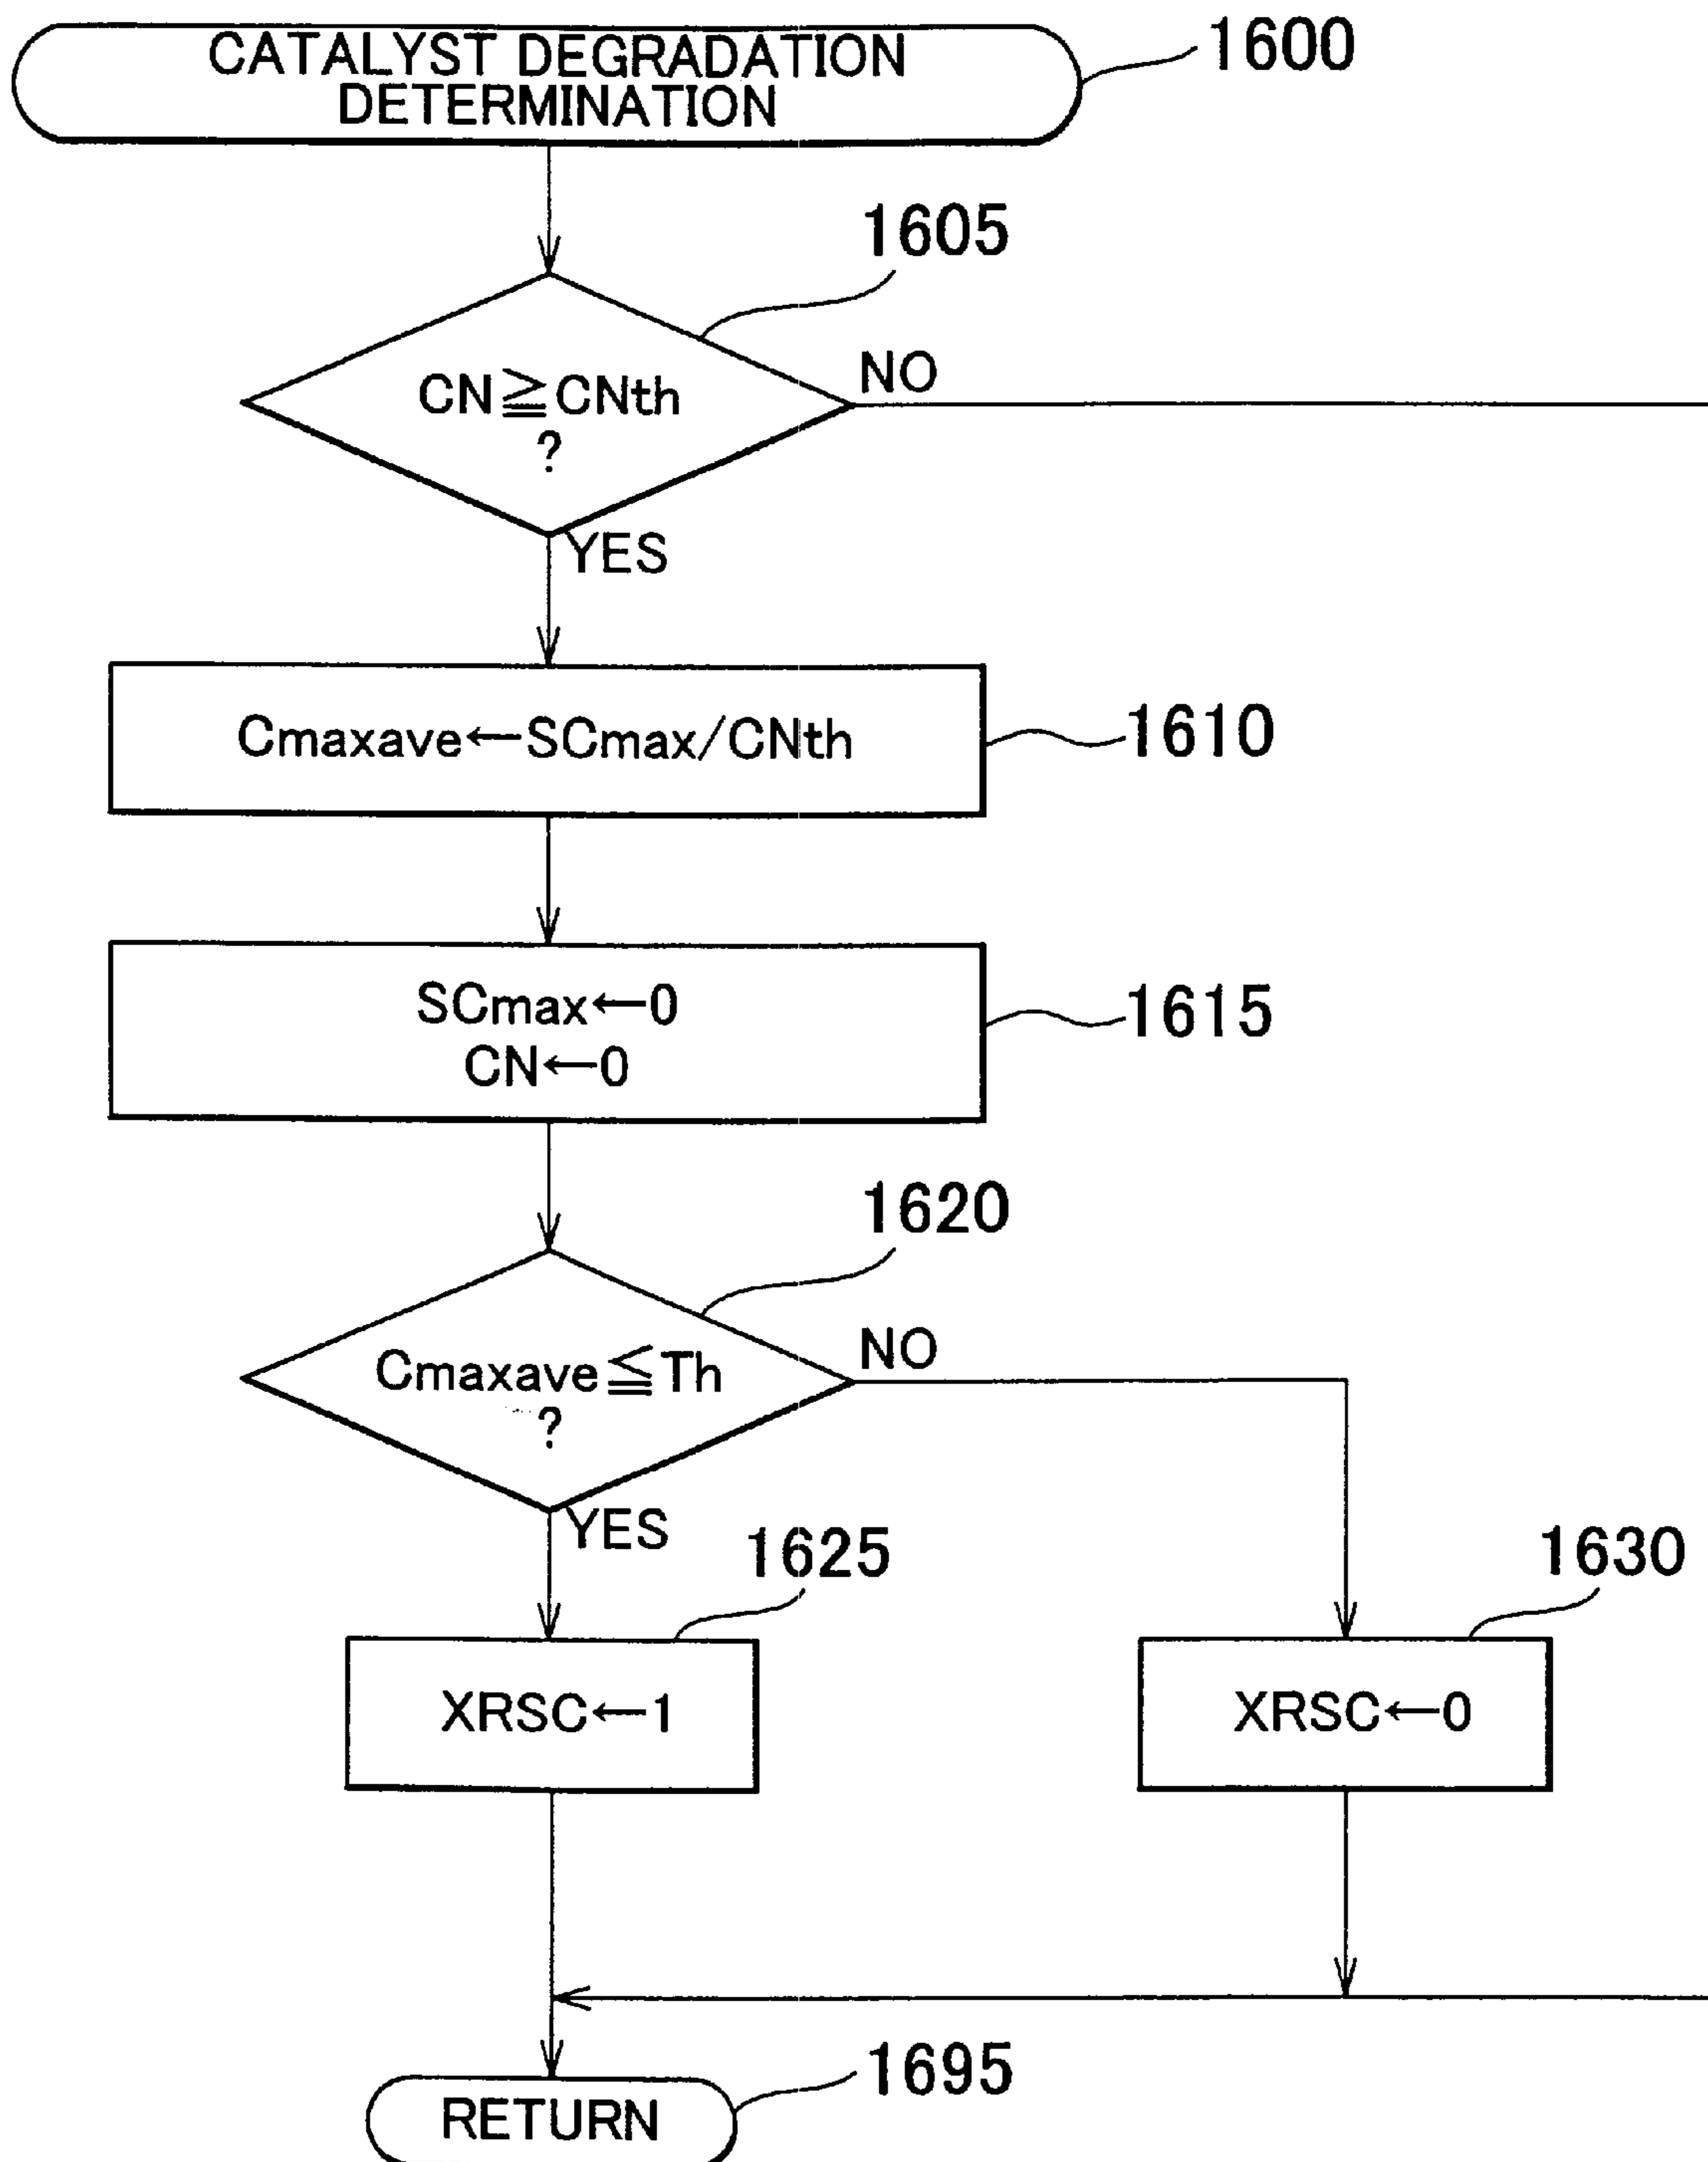 CATALYST DEGRADATION
DETERMINATION
1600
1605
CN≧CNth
?
NO
YES
Cmaxave←SCmax/CNth
1610
SCmax←0
CN←0
1615
1620
Cmaxave≦Th
?
NO
YES
1625
1630
XRSC←1
XRSC←0
1695
RETURN